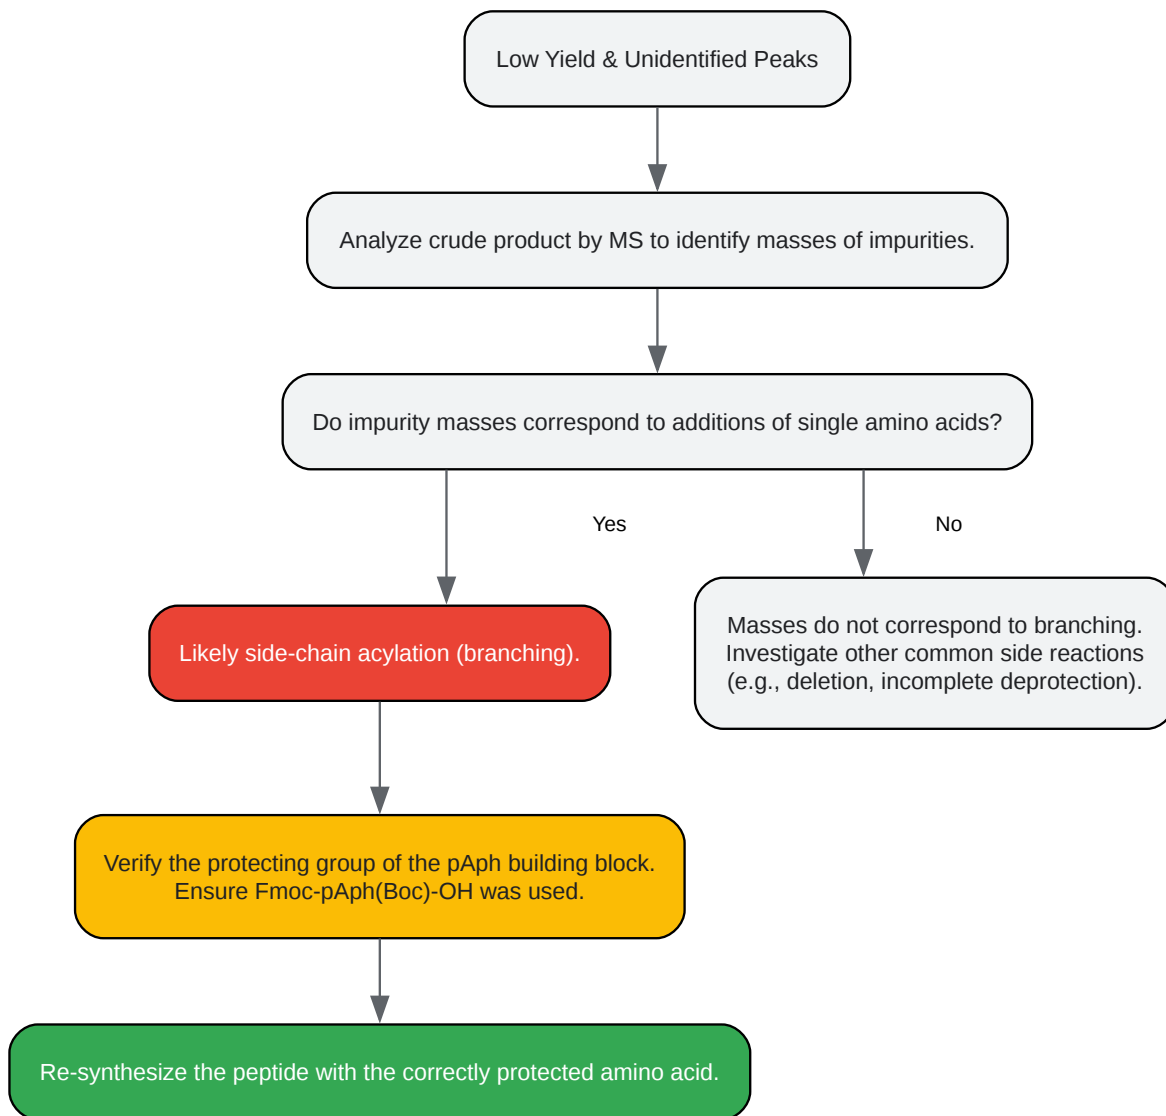 Low Yield & Unidentified Peaks
Analyze crude product by MS to identify masses of impurities.
Do impurity masses correspond to additions of single amino acids?
Yes
No
Likely side-chain acylation (branching).
Masses do not correspond to branching.
Investigate other common side reactions
(e.g., deletion, incomplete deprotection).
Verify the protecting group of the pAph building block.
Ensure Fmoc-pAph(Boc)-OH was used.
Re-synthesize the peptide with the correctly protected amino acid.